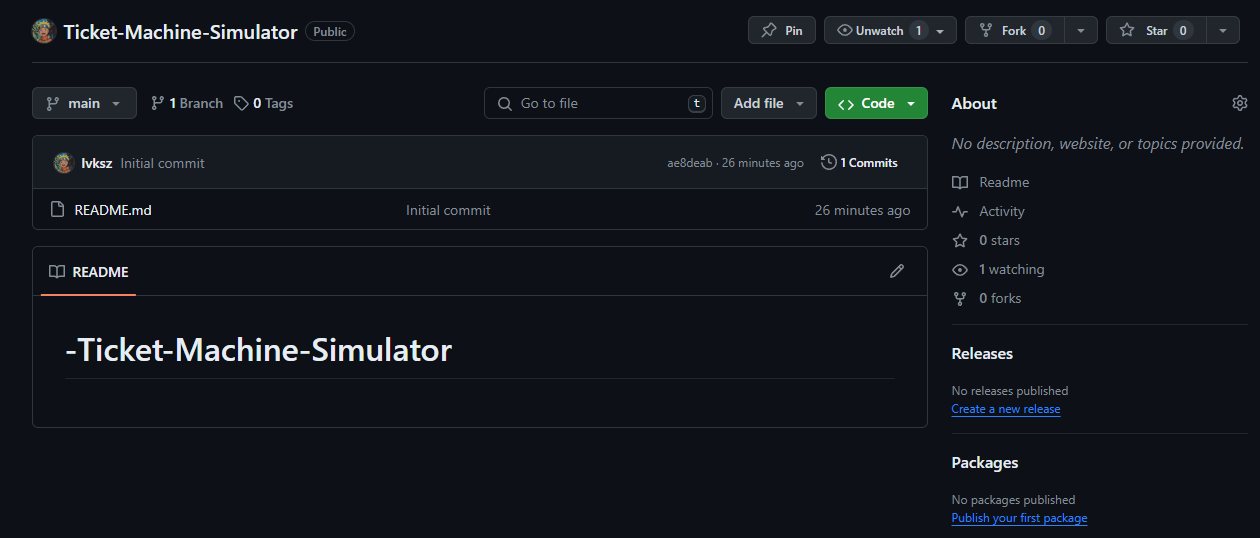 Ticket-Machine-Simulator Public Pin Unwatch 1 Fork 0 Star 0
main 1 Branch 0 Tags Go to file t Add file Code
lvksz Initial commit ae8deab · 26 minutes ago 1 Commits
README.md Initial commit 26 minutes ago
README
-Ticket-Machine-Simulator
About
No description, website, or topics provided.
Readme
Activity
0 stars
1 watching
0 forks
Releases
No releases published
Create a new release
Packages
No packages published
Publish your first package